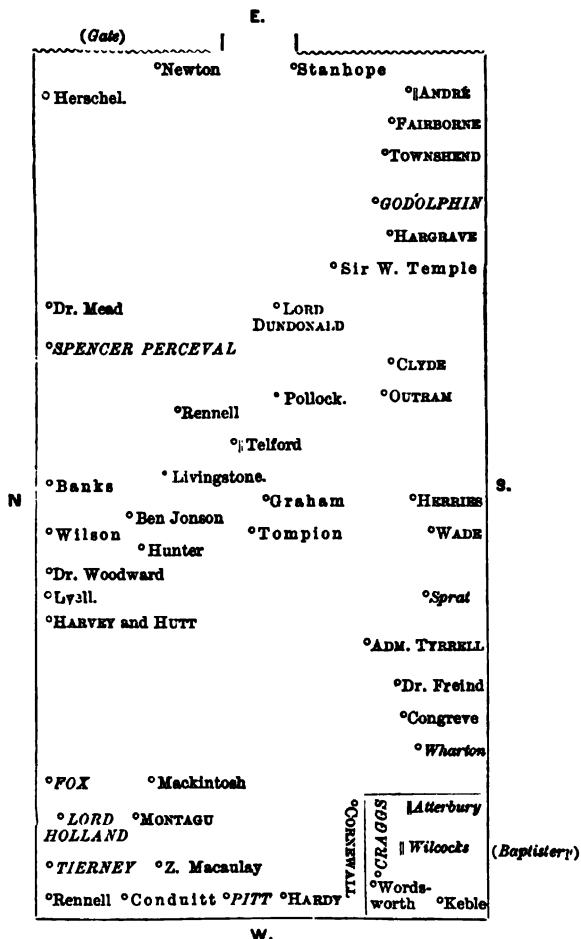 E.
(Gate)
Newton
Stanhope
Herschel.
ANDRÉ
FAIRBORNE
TOWNSHEND
GODOLPHIN
HARGRAVE
Sir W. Temple
Dr. Mead
LORD
DUNDONALD
SPENCER PERCEVAL
CLYDE
Pollock.
OUTRAM
Rennell
Telford
Livingstone.
Banks
S.
N
Graham
HERRIES
Ben Jonson
Wilson
Tompion
WADE
Hunter
Dr. Woodward
Lyell.
Sprat
HARVEY and HUTT
ADM. TYRRELL
Dr. Freind
Congreve
Wharton
FOX
Mackintosh
LORD
HOLLAND
MONTAGU
CORNEWALL
CRAGGS
Atterbury
Wilcocks
(Baptistery)
TIERNEY
Z. Macaulay
Words-
worth
Keble
Rennell
Conduitt
PITT
HARDY
W.